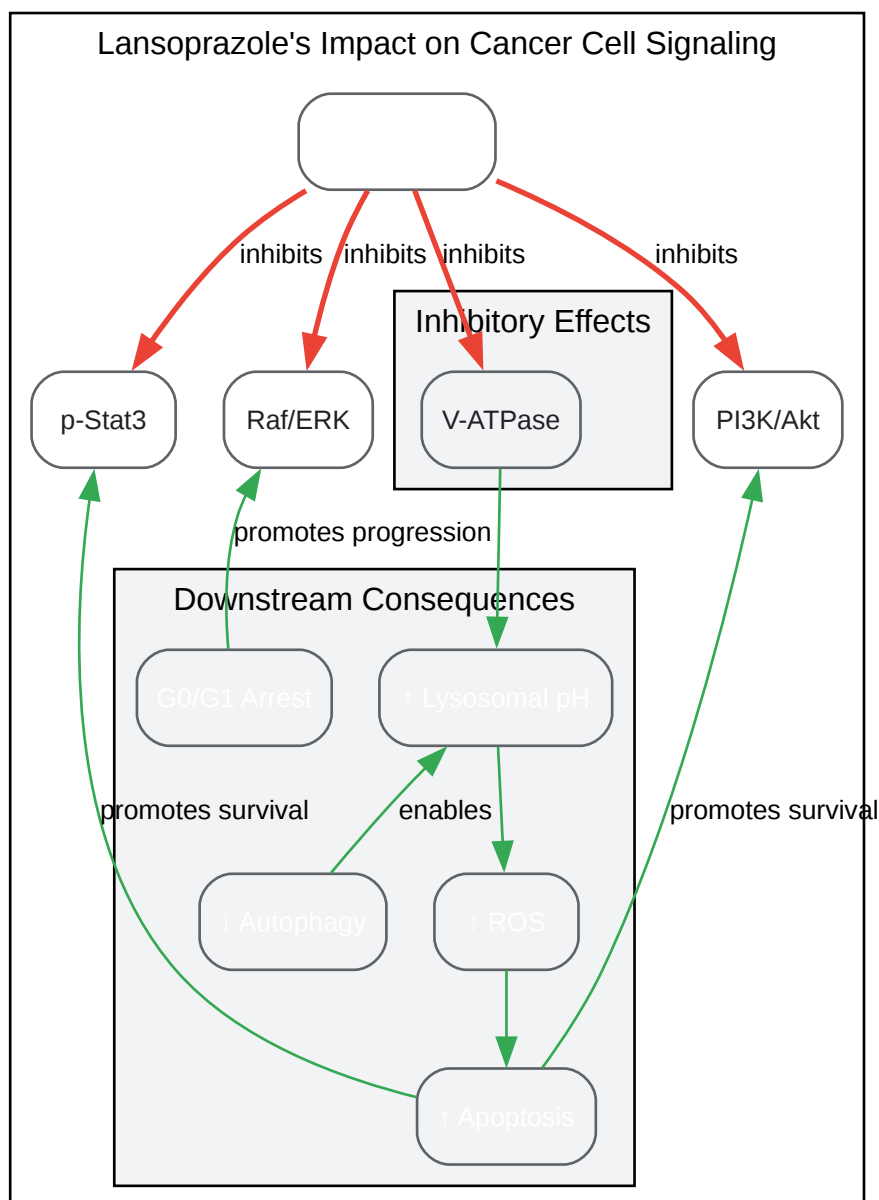 Lansoprazole's Impact on Cancer Cell Signaling
inhibits
inhibits
inhibits
inhibits
Inhibitory Effects
p-Stat3
Raf/ERK
V-ATPase
PI3K/Akt
promotes progression
Downstream Consequences
G0/G1 Arrest
↑ Lysosomal pH
promotes survival
enables
promotes survival
↓ Autophagy
↑ ROS
↑ Apoptosis